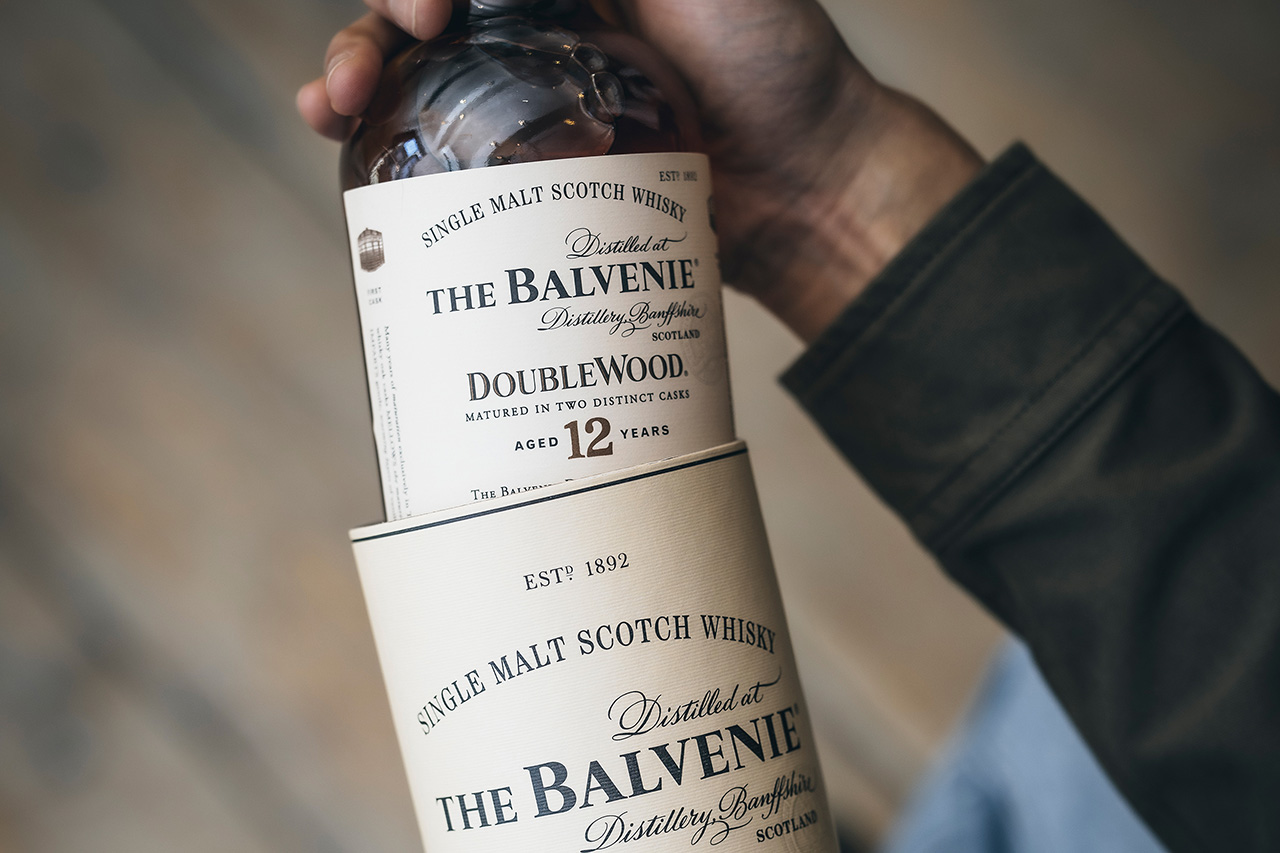 ESTD 1892
SINGLE MALT SCOTCH WHISKY
Distilled at
THE BALVENIE®
Distillery, Banffshire
SCOTLAND
DOUBLEWOOD®
MATURED IN TWO DISTINCT CASKS
AGED 12 YEARS
THE
FIRST
CASK
ESTD 1892
SINGLE MALT SCOTCH WHISKY
Distilled at
THE BALVENIE®
Distillery, Banffshire
SCOTLAND